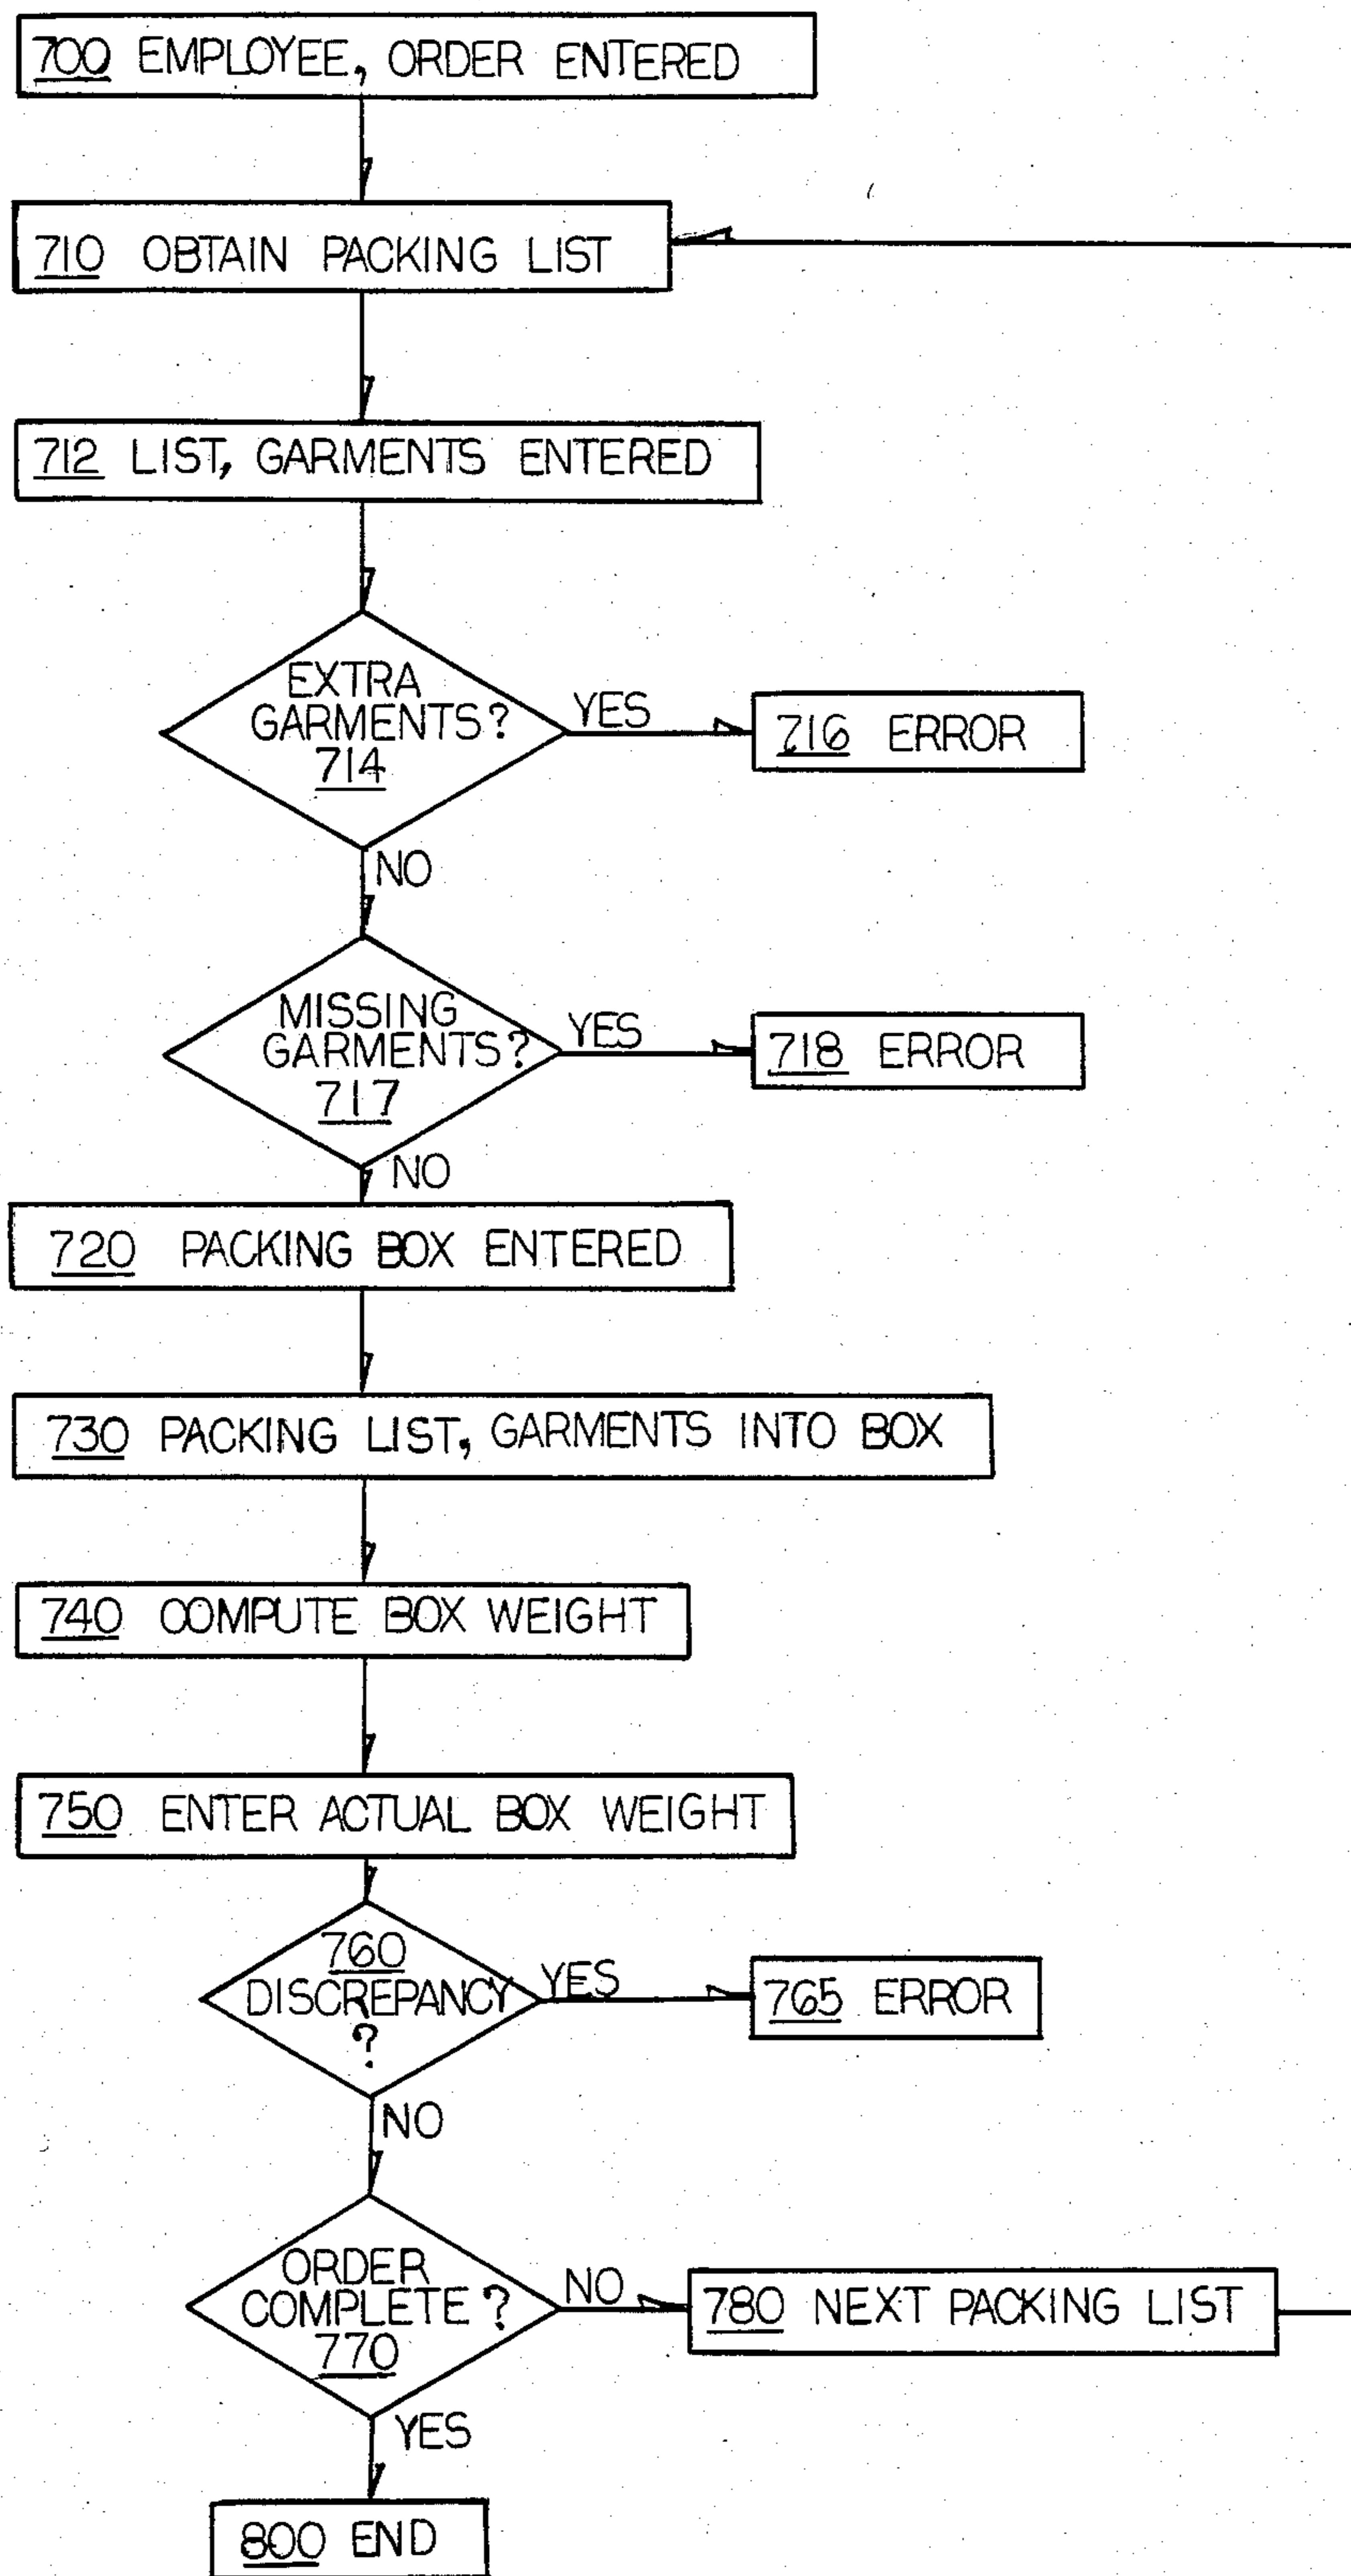 700 EMPLOYEE, ORDER ENTERED
710 OBTAIN PACKING LIST
712 LIST, GARMENTS ENTERED
EXTRA
GARMENTS?
714
YES
716 ERROR
NO
MISSING
GARMENTS?
717
YES
718 ERROR
NO
720 PACKING BOX ENTERED
730 PACKING LIST, GARMENTS INTO BOX
740 COMPUTE BOX WEIGHT
750 ENTER ACTUAL BOX WEIGHT
760
DISCREPANCY
?
YES
765 ERROR
NO
ORDER
COMPLETE?
770
NO
780 NEXT PACKING LIST
YES
800 END